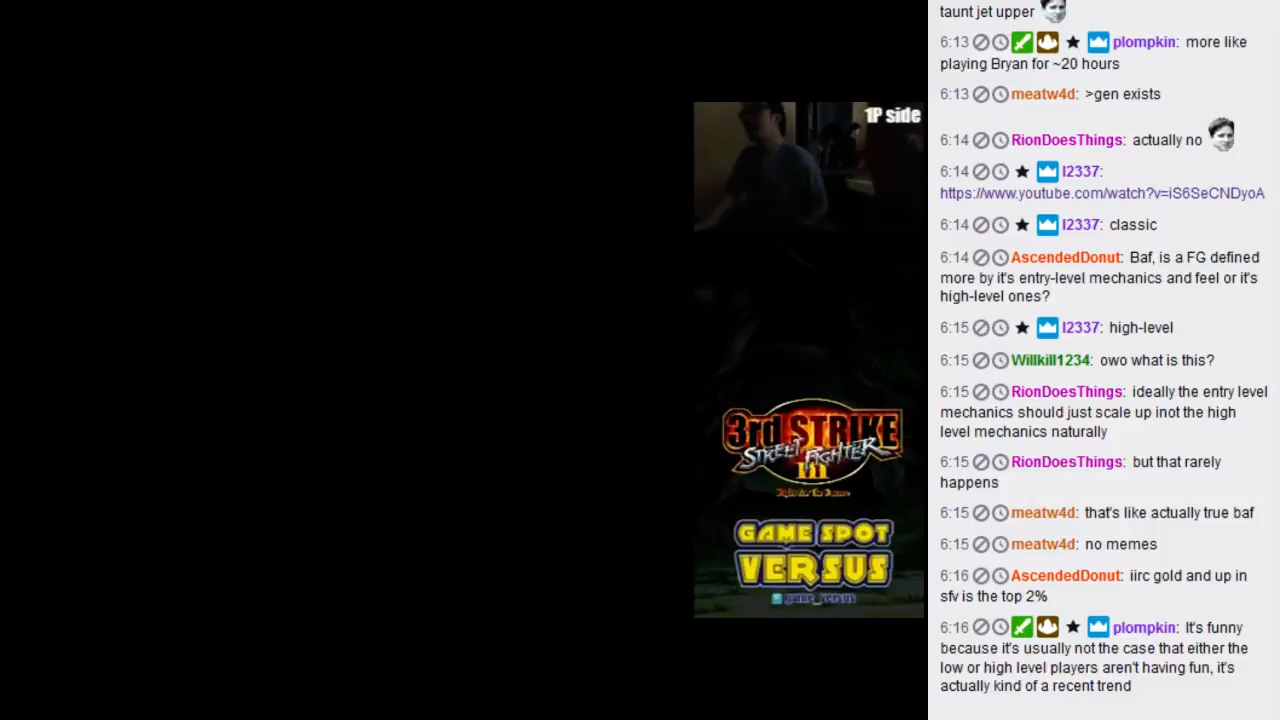 1P side
3rd STRIKE
STREET FIGHTER
III
Fight for the Future
GAME SPOT
VERSUS
game_versus
taunt jet upper
6:13 plompkin: more like
playing Bryan for ~20 hours
6:13 meatw4d: >gen exists
6:14 RionDoesThings: actually no
6:14 l2337:
https://www.youtube.com/watch?v=iS6SeCNDyoA
6:14 l2337: classic
6:14 AscendedDonut: Baf, is a FG defined
more by it's entry-level mechanics and feel or it's
high-level ones?
6:15 l2337: high-level
6:15 Willkill1234: owo what is this?
6:15 RionDoesThings: ideally the entry level
mechanics should just scale up inot the high
level mechanics naturally
6:15 RionDoesThings: but that rarely
happens
6:15 meatw4d: that's like actually true baf
6:15 meatw4d: no memes
6:16 AscendedDonut: iirc gold and up in
sfv is the top 2%
6:16 plompkin: It's funny
because it's usually not the case that either the
low or high level players aren't having fun, it's
actually kind of a recent trend